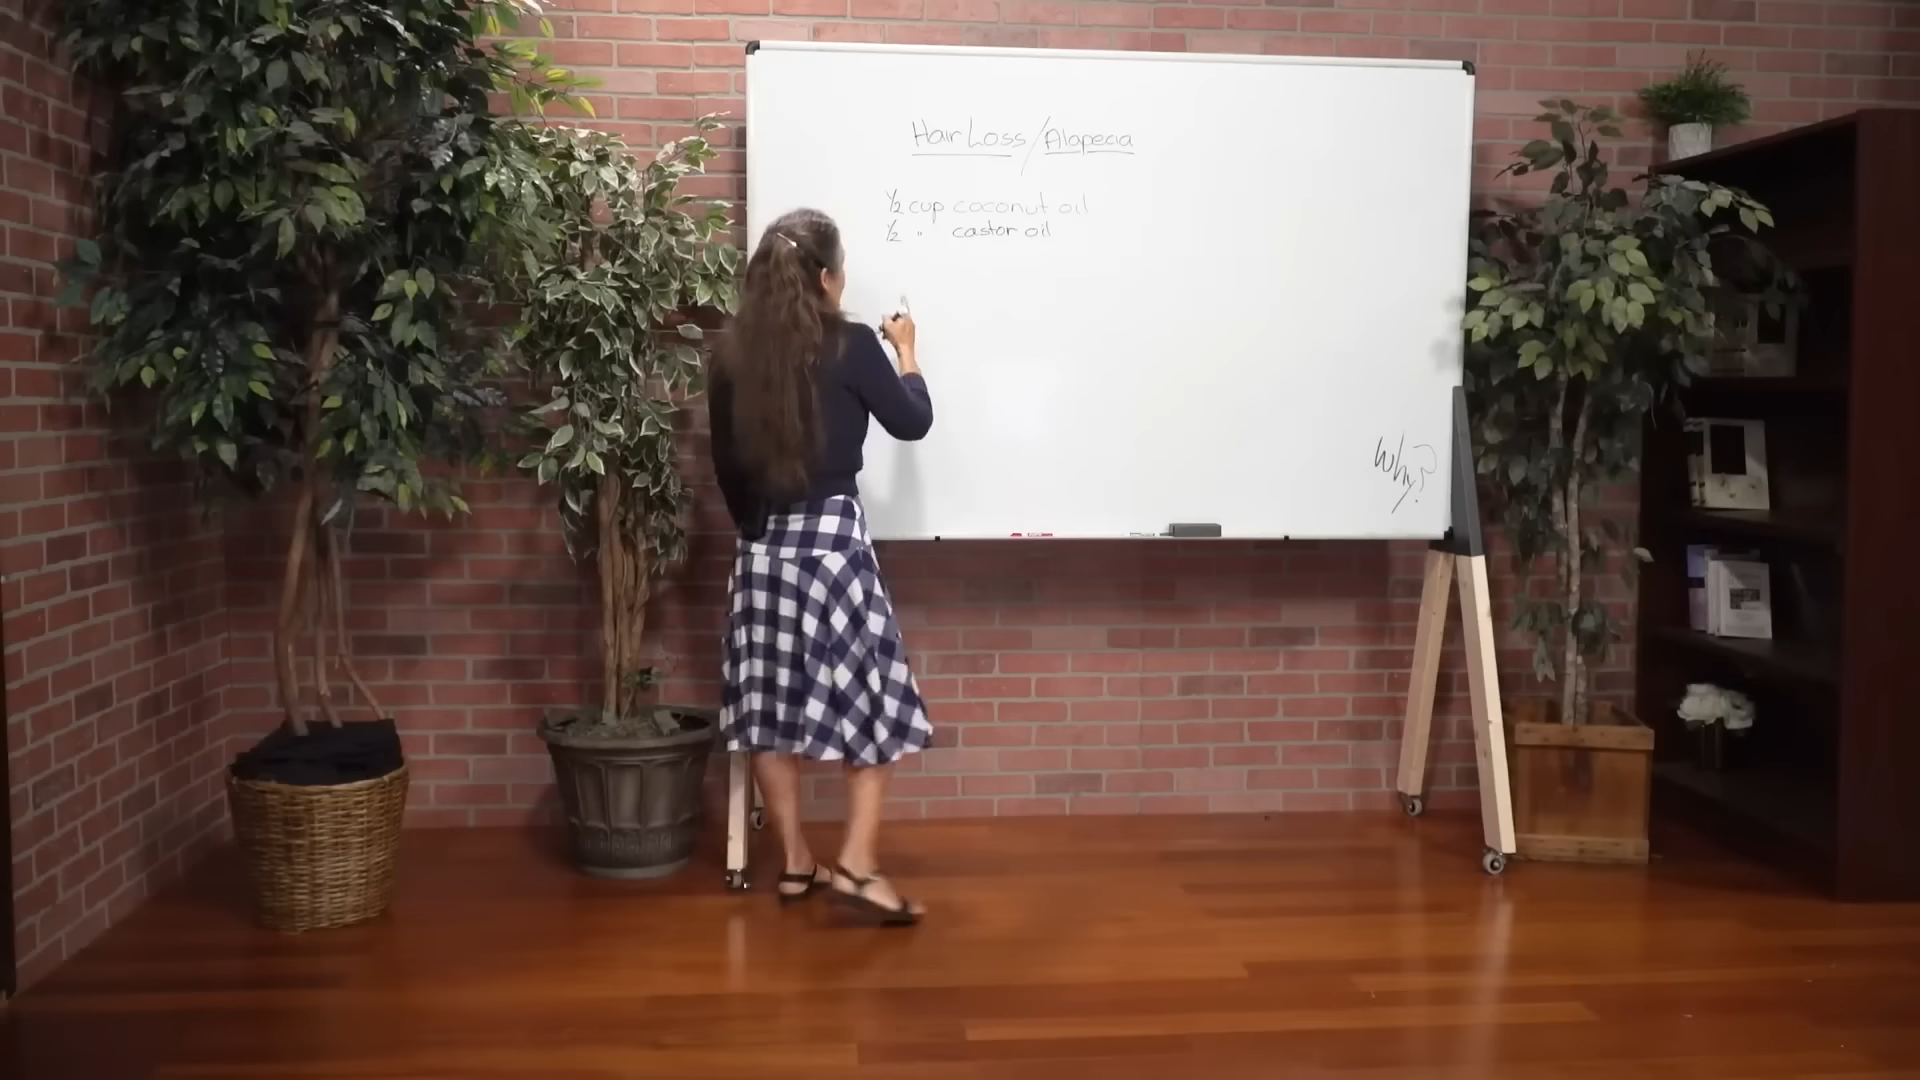 Hair Loss/Alopecia
1/2 cup coconut oil
1/2 " castor oil
Why?